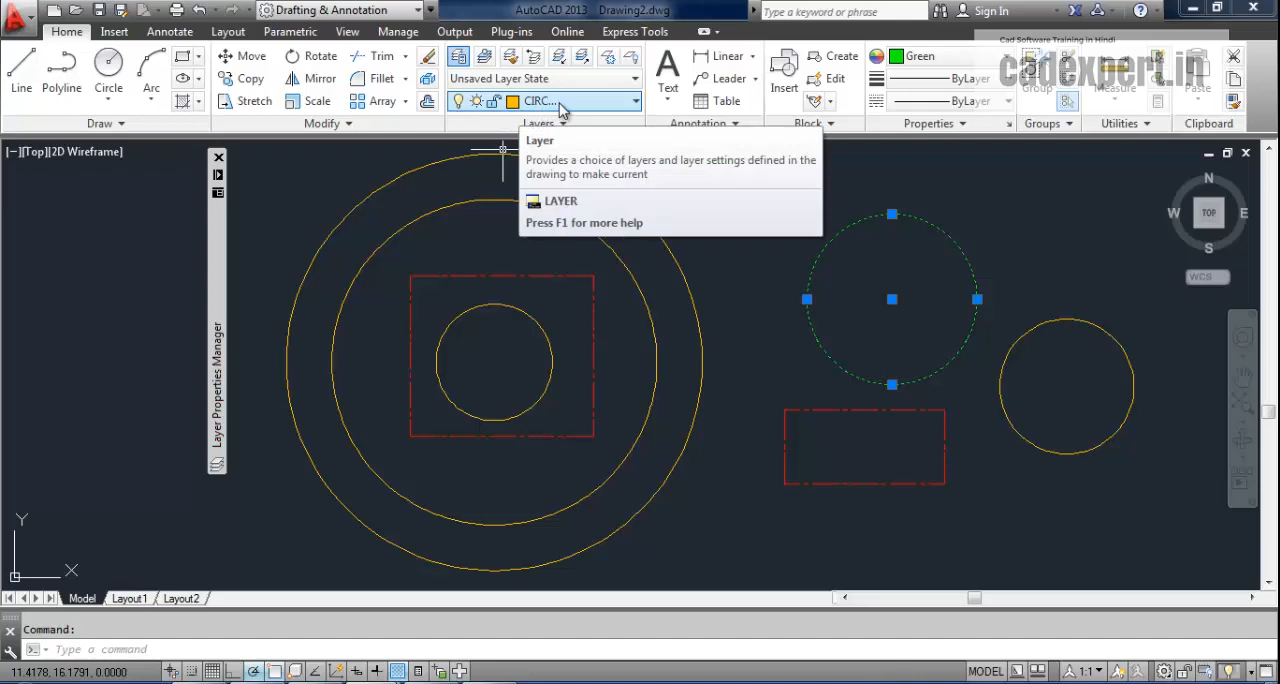 Drafting & Annotation
AutoCAD 2013 Drawing2.dwg
Type a keyword or phrase
Sign In
Home Insert Annotate Layout Parametric View Manage Output Plug-ins Online Express Tools
Cad Software Training in Hindi
cadexpert.in
Line Polyline Circle Arc
Move Rotate Trim
Copy Mirror Fillet
Stretch Scale Array
Unsaved Layer State
CIRC...
Text
Linear
Leader
Table
Insert
Create
Edit
Green
ByLayer
ByLayer
Group
Measure
Paste
Draw Modify Layers Annotation Block Properties Groups Utilities Clipboard
[−][Top][2D Wireframe]
Layer
Provides a choice of layers and layer settings defined in the
drawing to make current
LAYER
Press F1 for more help
N
W TOP E
S
WCS
Layer Properties Manager
Y
X
Model Layout1 Layout2
Command:
Type a command
11.4178, 16.1791, 0.0000
MODEL
1:1